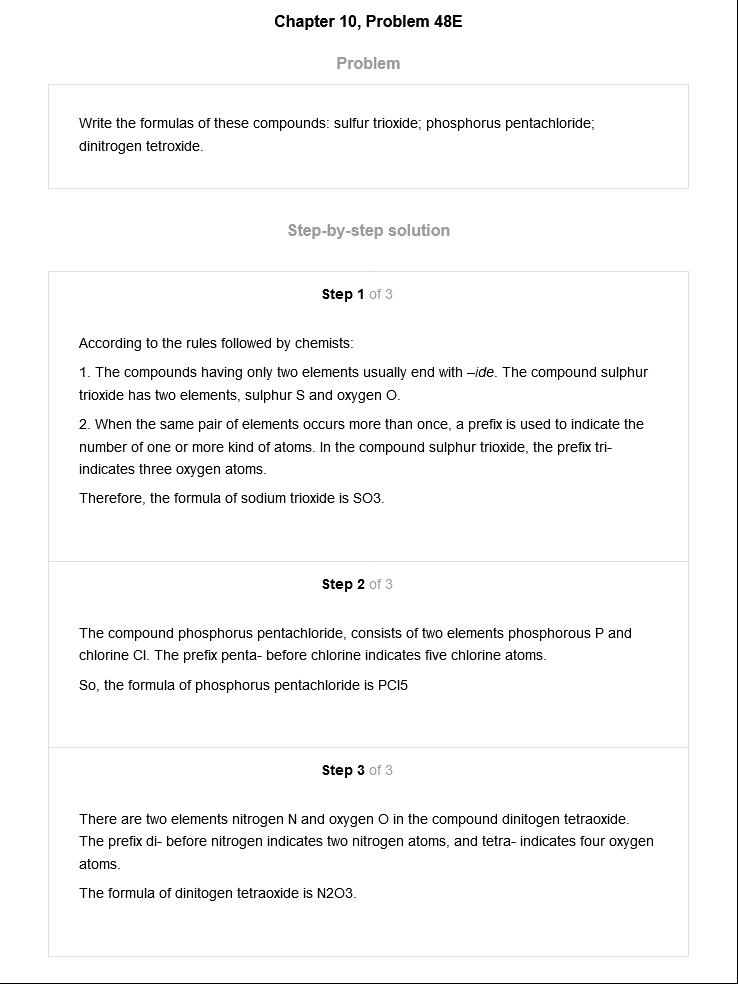 Chapter 10, Problem 48E
Problem
Write the formulas of these compounds: sulfur trioxide; phosphorus pentachloride;
dinitrogen tetroxide.
Step-by-step solution
Step 1 of 3
According to the rules followed by chemists:
1. The compounds having only two elements usually end with –ide. The compound sulphur
trioxide has two elements, sulphur S and oxygen O.
2. When the same pair of elements occurs more than once, a prefix is used to indicate the
number of one or more kind of atoms. In the compound sulphur trioxide, the prefix tri-
indicates three oxygen atoms.
Therefore, the formula of sodium trioxide is SO3.
Step 2 of 3
The compound phosphorus pentachloride, consists of two elements phosphorous P and
chlorine Cl. The prefix penta- before chlorine indicates five chlorine atoms.
So, the formula of phosphorus pentachloride is PCl5
Step 3 of 3
There are two elements nitrogen N and oxygen O in the compound dinitogen tetraoxide.
The prefix di- before nitrogen indicates two nitrogen atoms, and tetra- indicates four oxygen
atoms.
The formula of dinitogen tetraoxide is N2O3.